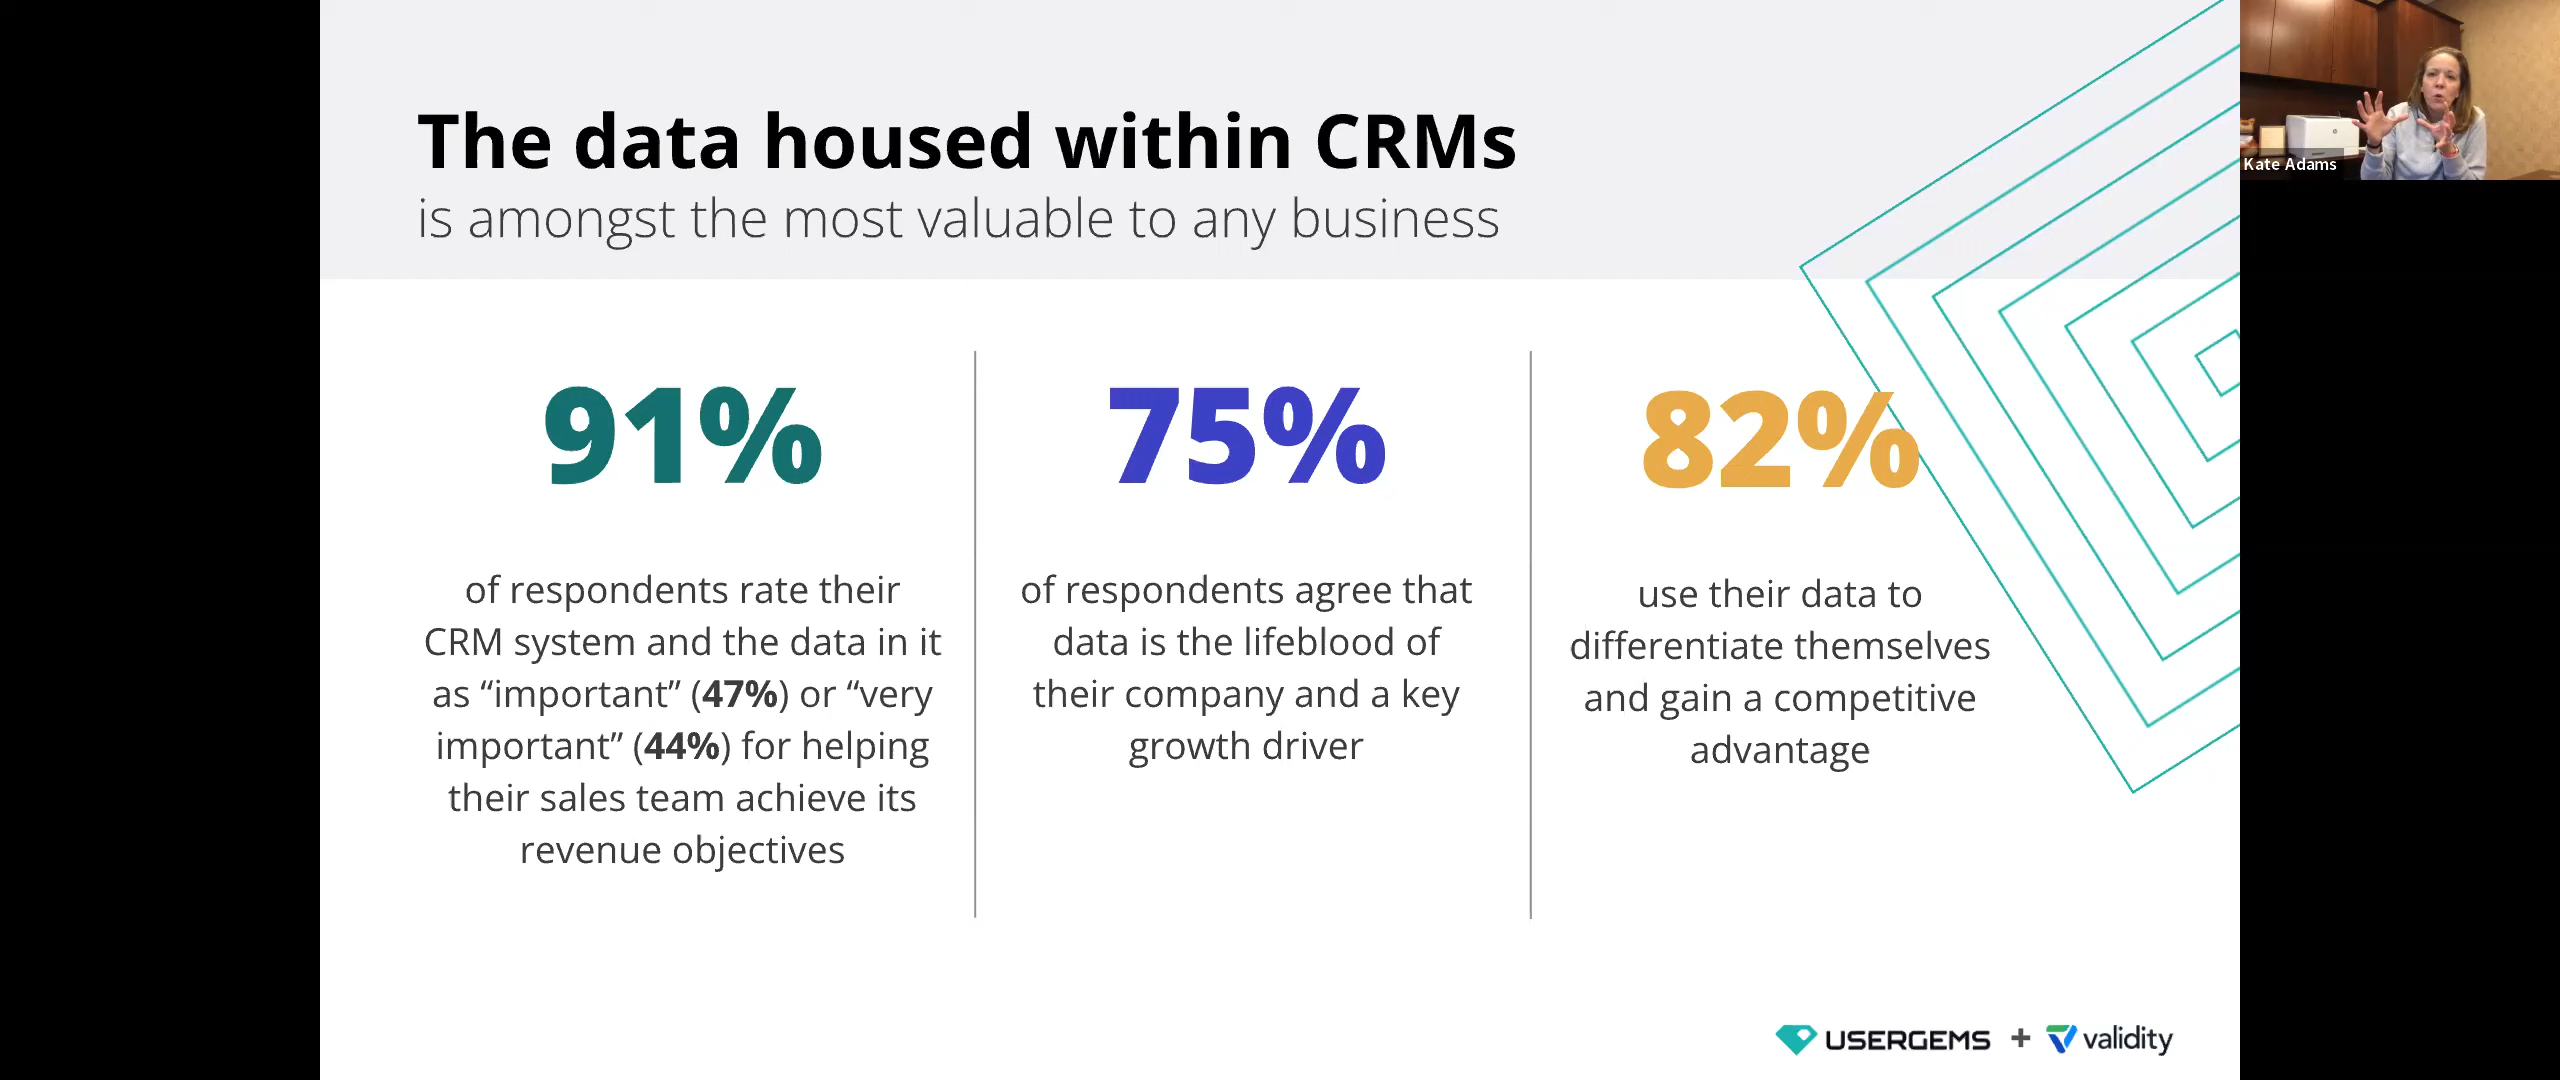 The data housed within CRMs
is amongst the most valuable to any business
91%
of respondents rate their
CRM system and the data in it
as “important” (47%) or “very
important” (44%) for helping
their sales team achieve its
revenue objectives
75%
of respondents agree that
data is the lifeblood of
their company and a key
growth driver
82%
use their data to
differentiate themselves
and gain a competitive
advantage
USERGEMS + validity
Kate Adams